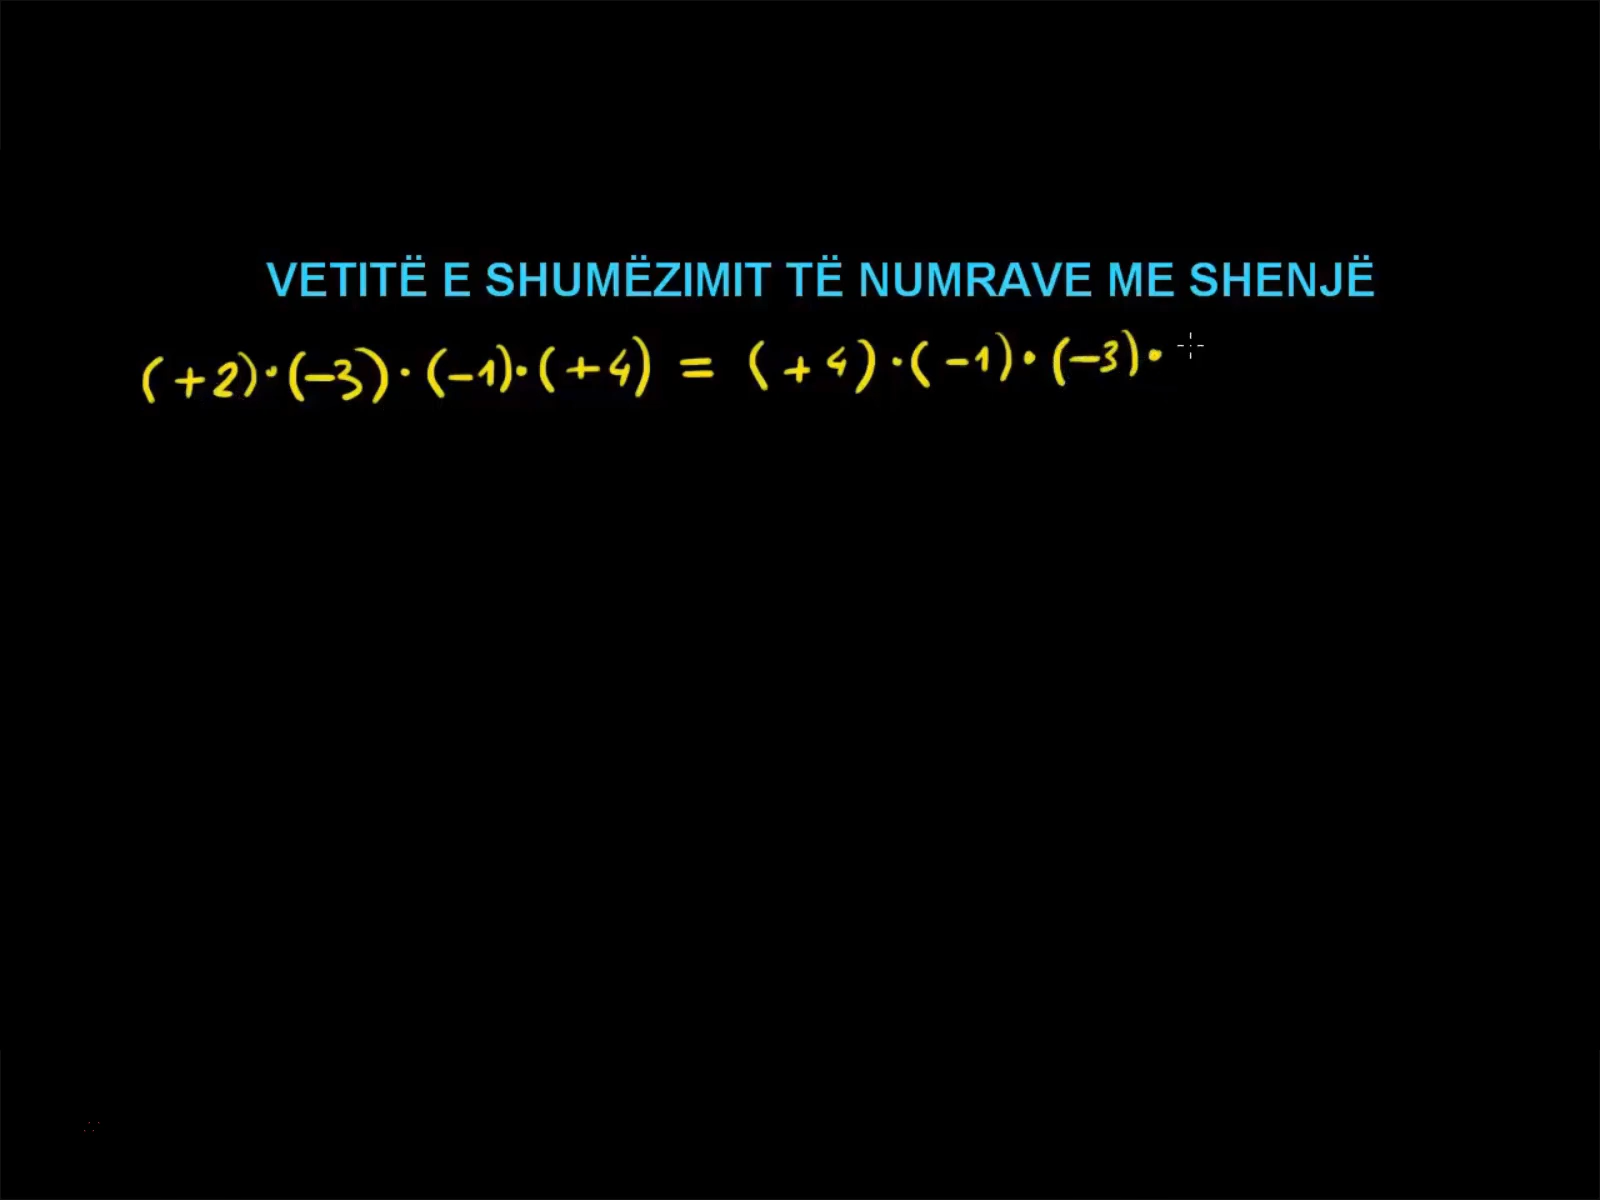 VETITË E SHUMËZIMIT TË NUMRAVE ME SHENJË
(+2)·(-3)·(-1)·(+4) = (+4)·(-1)·(-3)·